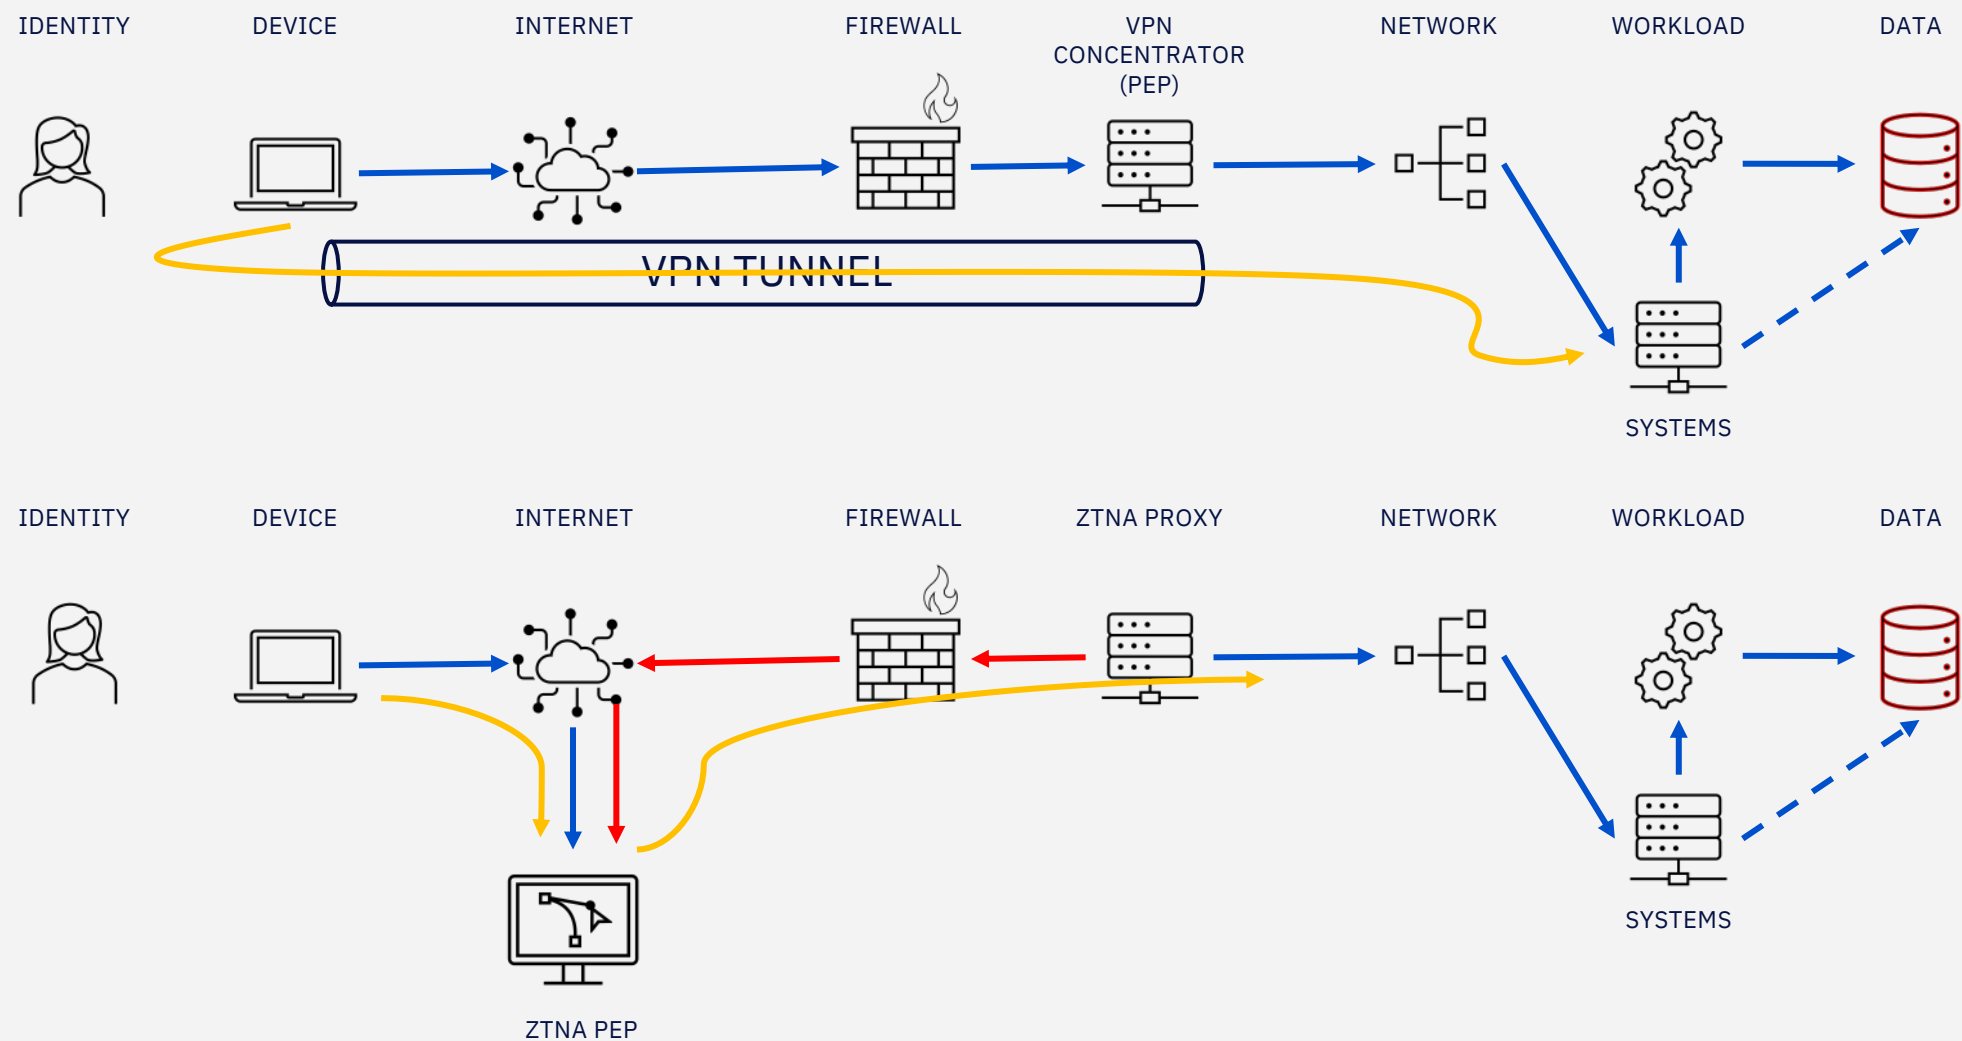 IDENTITY
DEVICE
INTERNET
FIREWALL
VPN
CONCENTRATOR
(PEP)
NETWORK
WORKLOAD
DATA
VPN TUNNEL
SYSTEMS
IDENTITY
DEVICE
INTERNET
FIREWALL
ZTNA PROXY
NETWORK
WORKLOAD
DATA
SYSTEMS
ZTNA PEP